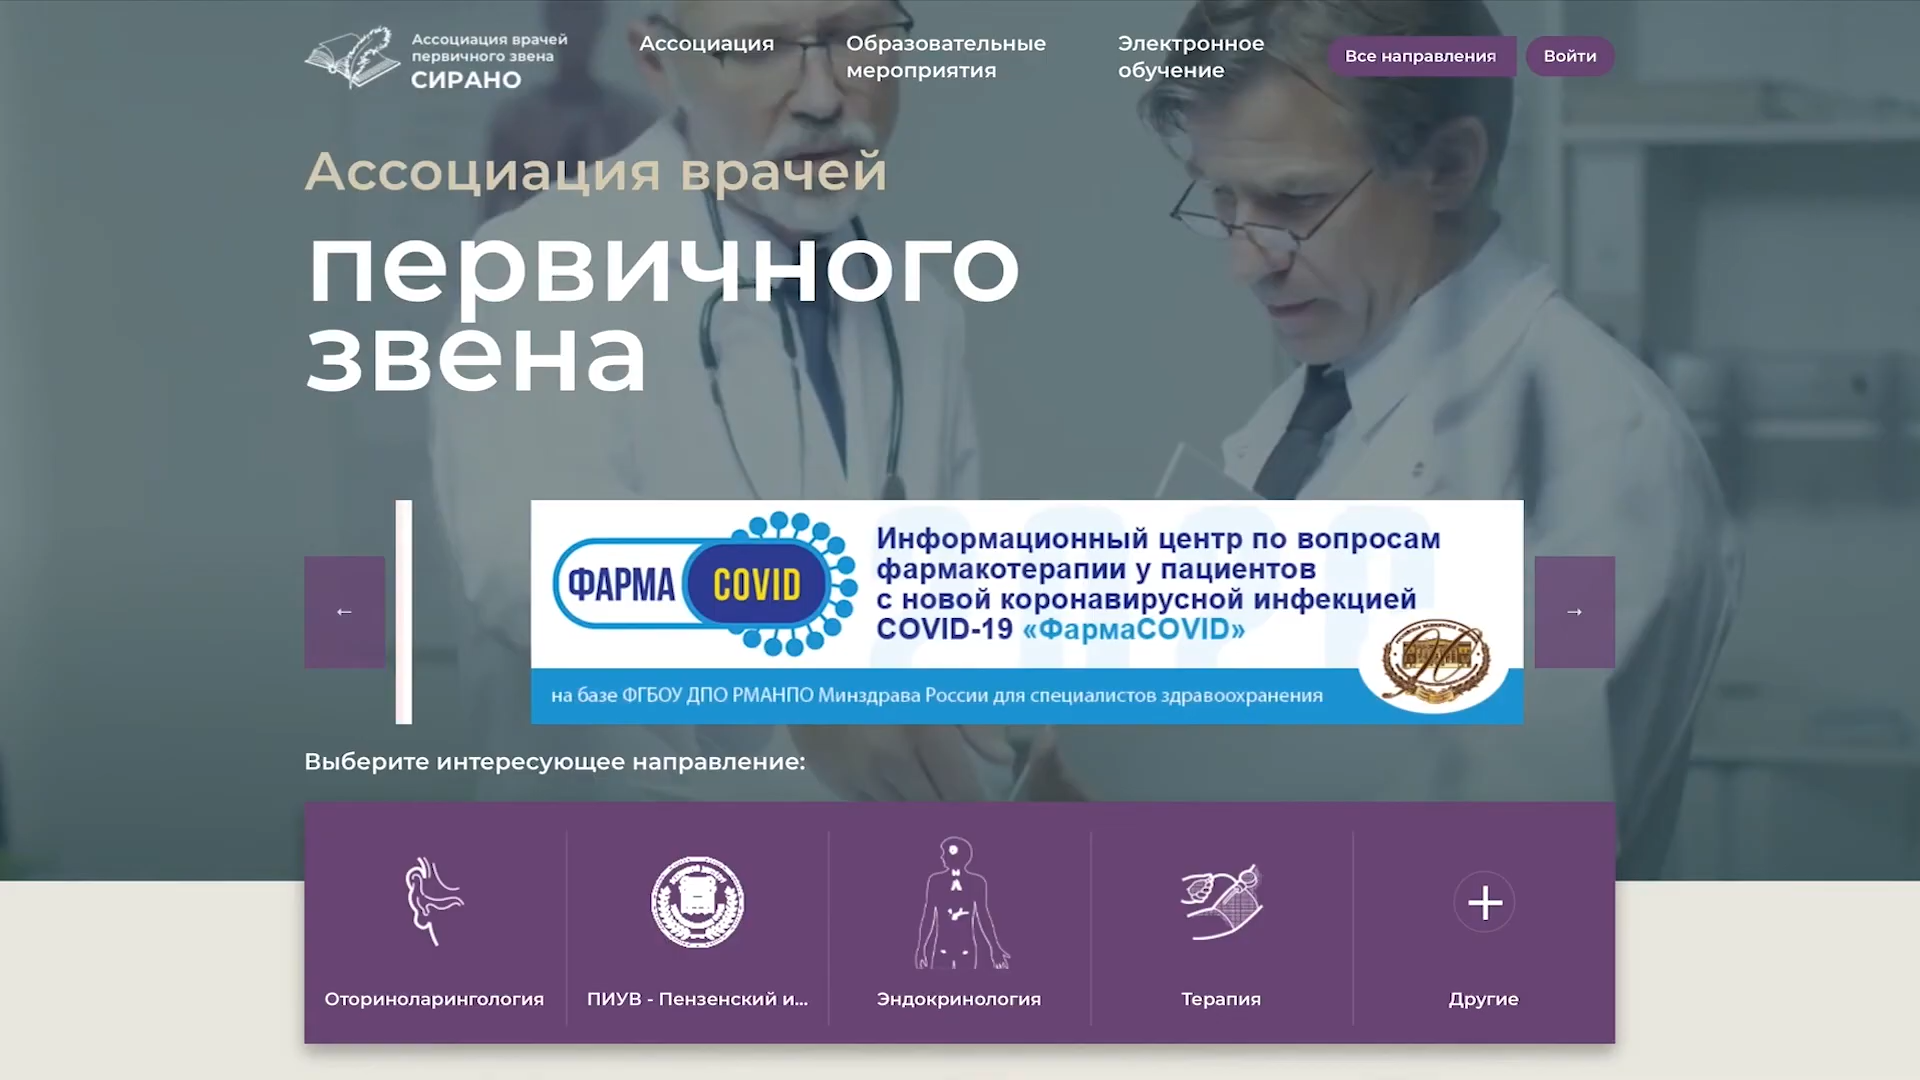 Ассоциация врачей
первичного звена
СИРАНО
Ассоциация
Образовательные
мероприятия
Электронное
обучение
Все направления
Войти
Ассоциация врачей
первичного
звена
ФАРМА COVID
Информационный центр по вопросам
фармакотерапии у пациентов
с новой коронавирусной инфекцией
COVID-19 «ФармаCOVID»
на базе ФГБОУ ДПО РМАНПО Минздрава России для специалистов здравоохранения
←
→
Выберите интересующее направление:
Оториноларингология
ПИУВ - Пензенский и...
Эндокринология
Терапия
Другие